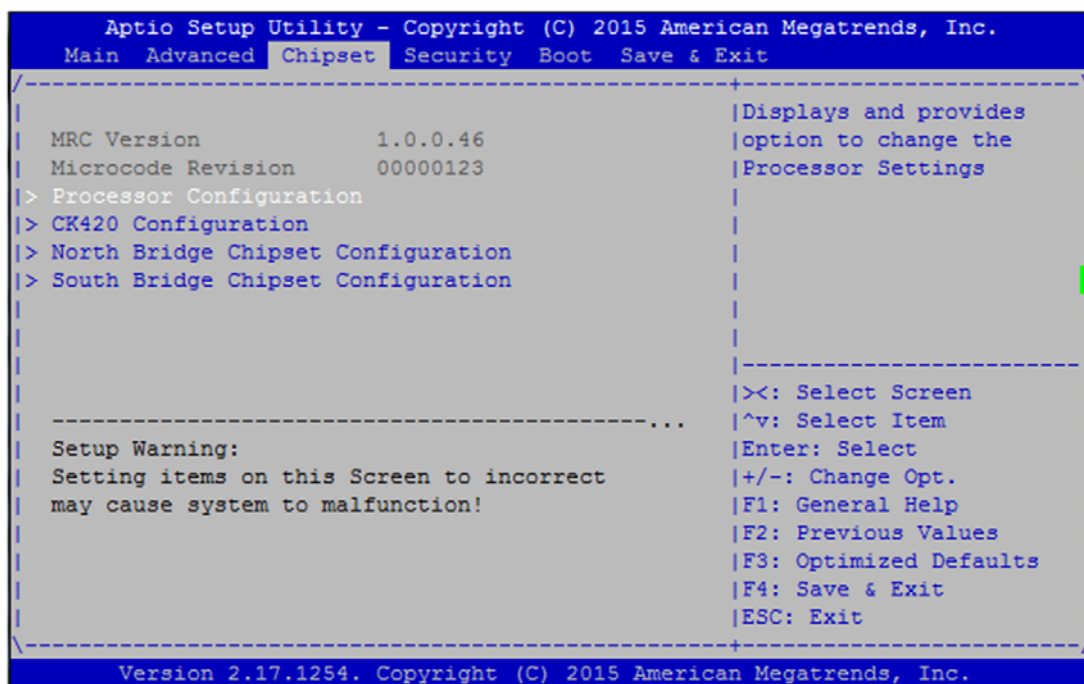 Aptio Setup Utility – Copyright (C) 2015 American Megatrends, Inc.
Main Advanced Chipset Security Boot Save & Exit
MRC Version 1.0.0.46
Microcode Revision 00000123
> Processor Configuration
> CK420 Configuration
> North Bridge Chipset Configuration
> South Bridge Chipset Configuration
Setup Warning:
Setting items on this Screen to incorrect
may cause system to malfunction!
Displays and provides
option to change the
Processor Settings
><: Select Screen
^v: Select Item
Enter: Select
+/-: Change Opt.
F1: General Help
F2: Previous Values
F3: Optimized Defaults
F4: Save & Exit
ESC: Exit
Version 2.17.1254. Copyright (C) 2015 American Megatrends, Inc.